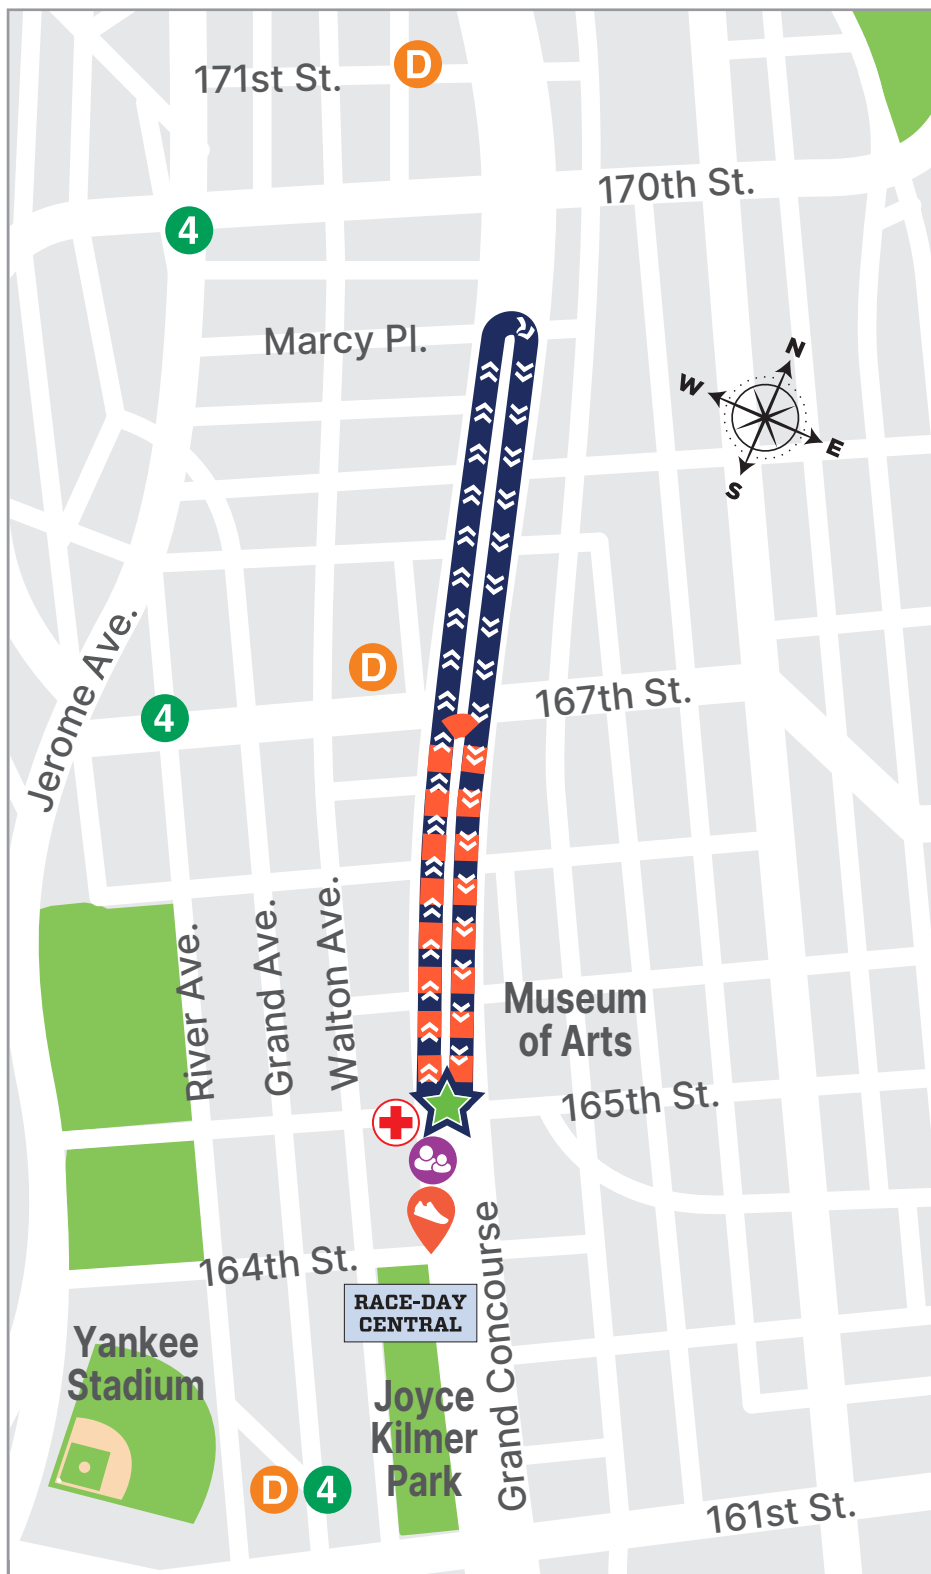 171st St.
D
170th St.
4
Marcy Pl.
N
W
E
S
Jerome Ave.
D
167th St.
4
River Ave.
Grand Ave.
Walton Ave.
Museum
of Arts
165th St.
164th St.
Grand Concourse
RACE-DAY
CENTRAL
Yankee
Stadium
Joyce
Kilmer
Park
D
4
161st St.